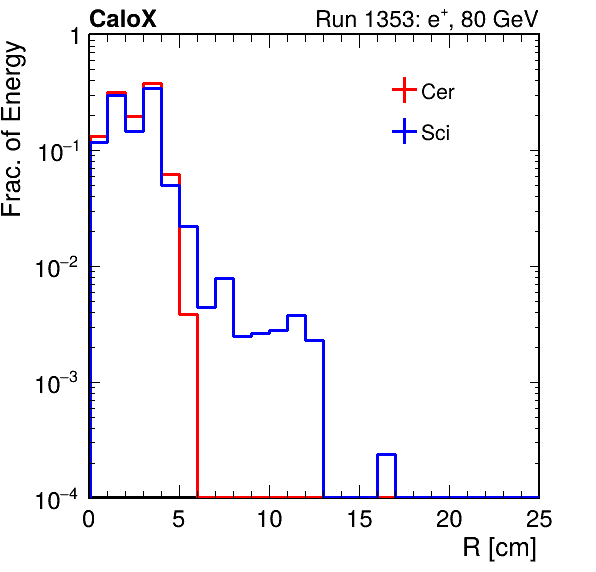 CaloX Run 1353: e⁺, 80 GeV
Frac. of Energy
1
10⁻¹
10⁻²
10⁻³
10⁻⁴
Cer
Sci
0 5 10 15 20 25
R [cm]